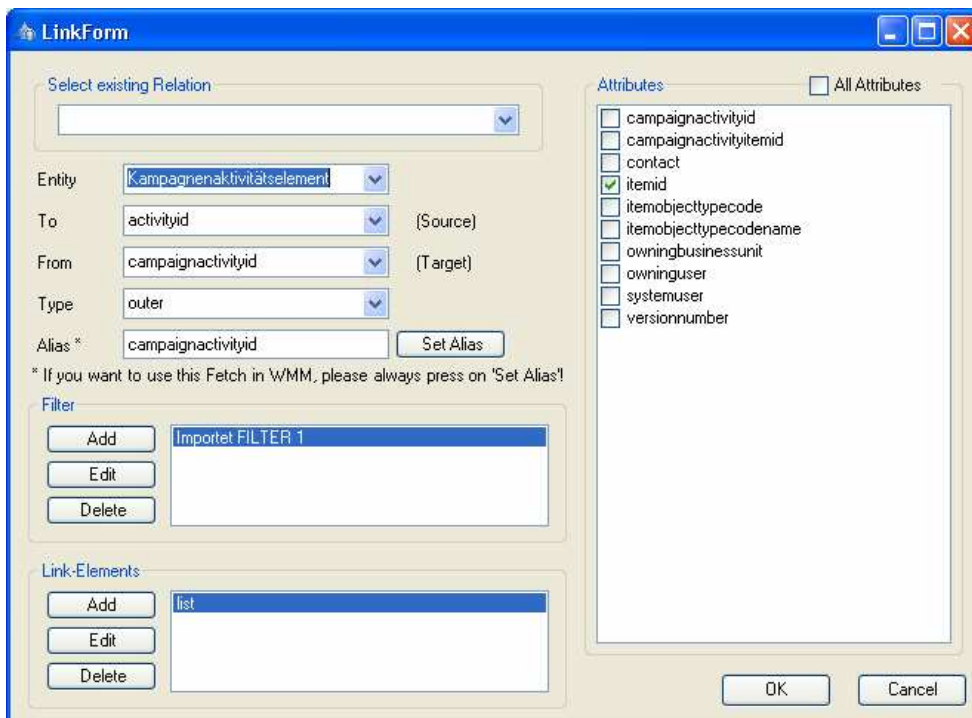 LinkForm
Select existing Relation
Entity
Kampagnenaktivitätselement
To
activityid
(Source)
From
campaignactivityid
(Target)
Type
outer
Alias *
campaignactivityid
Set Alias
* If you want to use this Fetch in WMM, please always press on 'Set Alias'!
Filter
Add
Edit
Delete
Importet FILTER 1
Link-Elements
Add
Edit
Delete
list
Attributes
All Attributes
campaignactivityid
campaignactivityitemid
contact
itemid
itemobjecttypecode
itemobjecttypecodename
owningbusinessunit
owninguser
systemuser
versionnumber
OK
Cancel